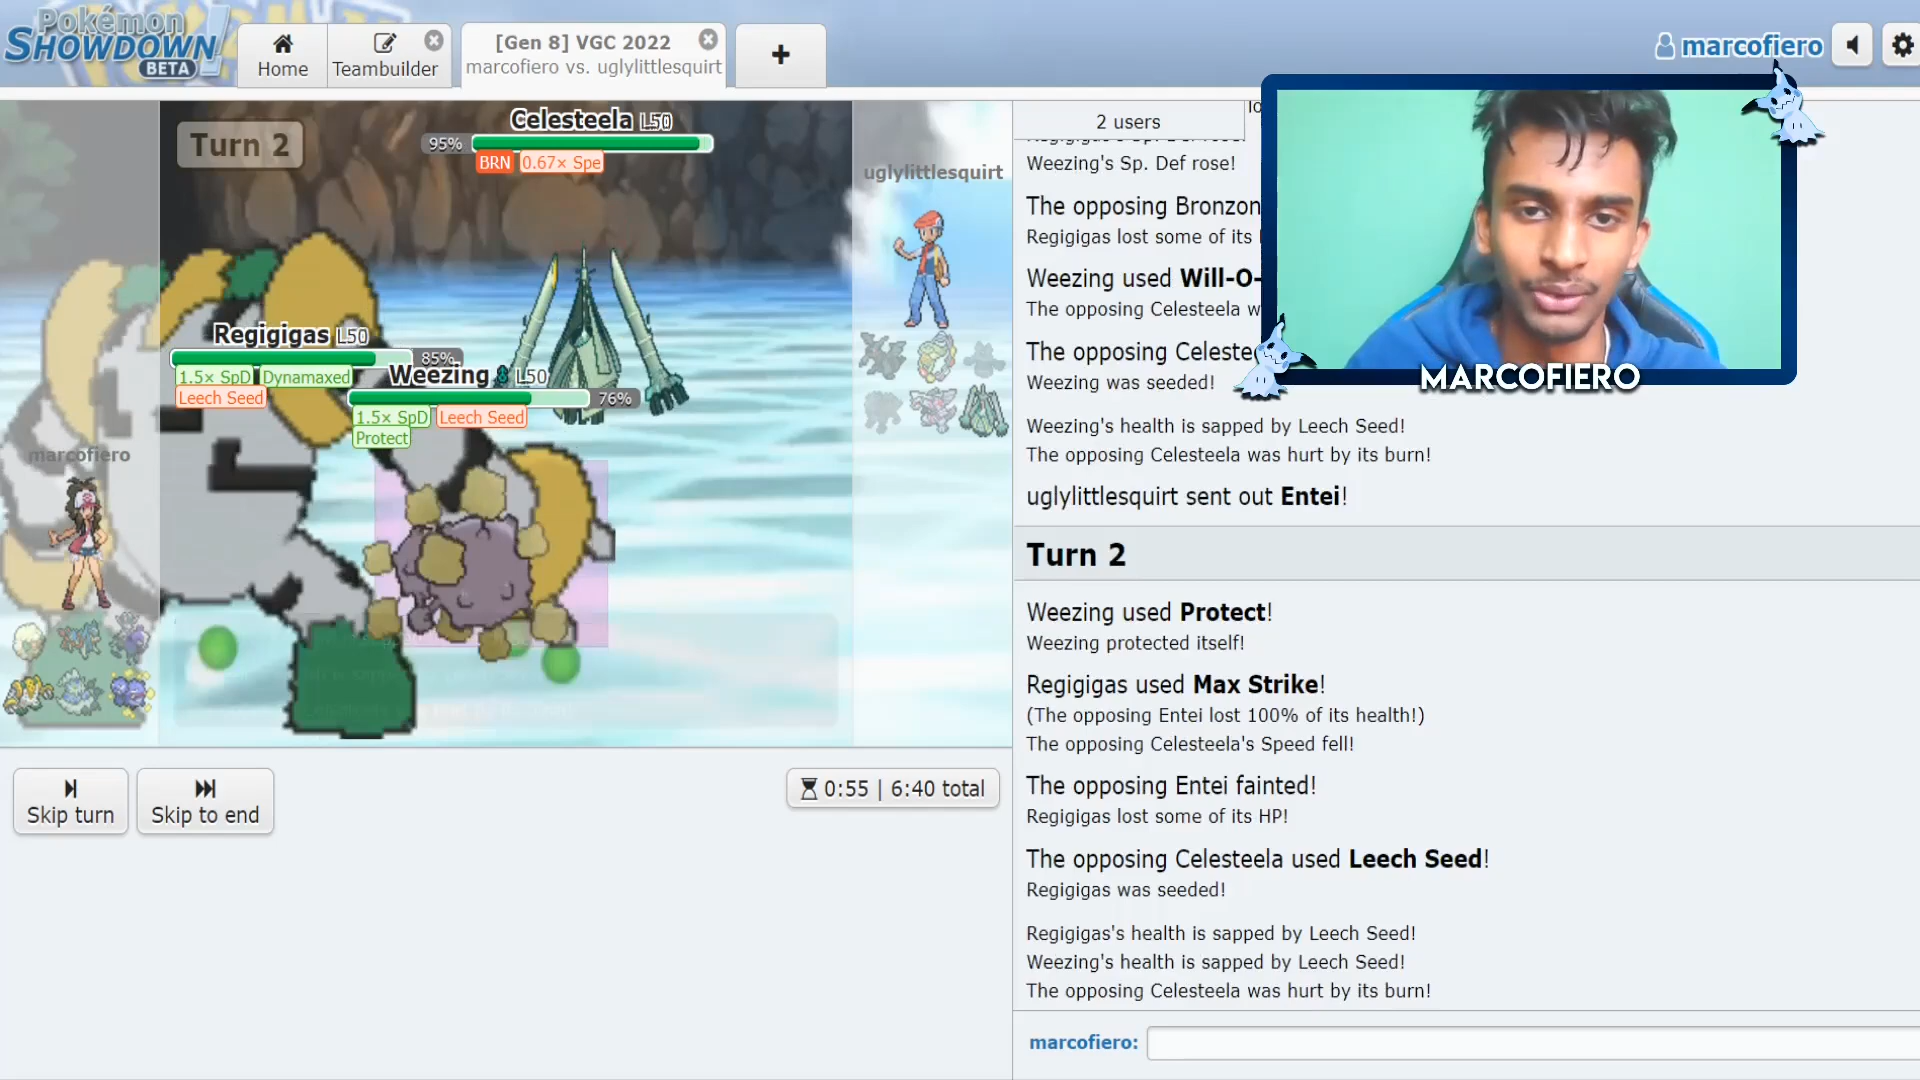 Pokémon
SHOWDOWN!
BETA
Home
Teambuilder
[Gen 8] VGC 2022
marcofiero vs. uglylittlesquirt
+
marcofiero
Turn 2
Celesteela L50
95%
BRN 0.67× Spe
uglylittlesquirt
Regigigas L50
85%
1.5× SpD Dynamaxed
Leech Seed
Weezing L50
76%
1.5× SpD Leech Seed
Protect
marcofiero
Skip turn
Skip to end
0:55 | 6:40 total
2 users
Weezing's Sp. Def rose!
The opposing
Regigigas lost some of its
Weezing used Will-O-
The opposing Celesteela
The opposing
Weezing was seeded!
Weezing's health is sapped by Leech Seed!
The opposing Celesteela was hurt by its burn!
uglylittlesquirt sent out Entei!
Turn 2
Weezing used Protect!
Weezing protected itself!
Regigigas used Max Strike!
(The opposing Entei lost 100% of its health!)
The opposing Celesteela's Speed fell!
The opposing Entei fainted!
Regigigas lost some of its HP!
The opposing Celesteela used Leech Seed!
Regigigas was seeded!
Regigigas's health is sapped by Leech Seed!
Weezing's health is sapped by Leech Seed!
The opposing Celesteela was hurt by its burn!
marcofiero:
MARCOFIERO